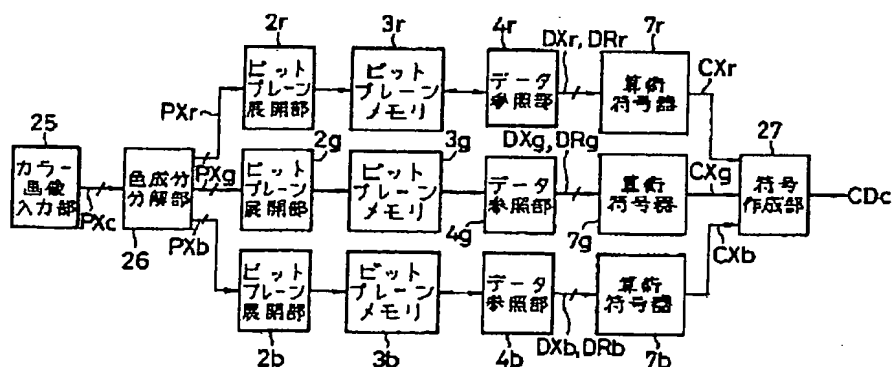 2r
3r
4r
DXr, DRr
7r
CXr
ビット
プレーン
展開部
ビット
プレーン
メモリ
データ
参照部
算術
符号器
PXr
25
カラー
画像
入力部
PXc
色成分
分解部
26
PXg
PXb
2g
ビット
プレーン
展開部
3g
ビット
プレーン
メモリ
データ
参照部
4g
DXg, DRg
算術
符号器
7g
CXg
27
符号
作成部
CDc
CXb
ビット
プレーン
展開部
2b
ビット
プレーン
メモリ
3b
データ
参照部
4b
DXb, DRb
算術
符号器
7b